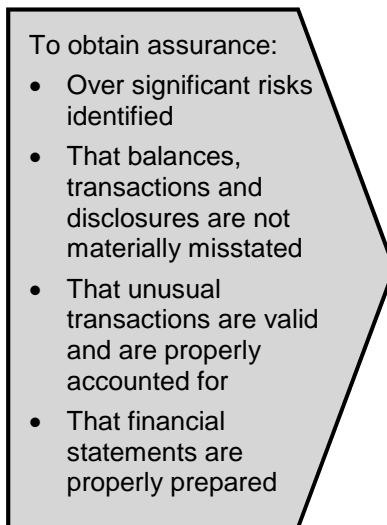 To obtain assurance:
• Over significant risks
identified
• That balances,
transactions and
disclosures are not
materially misstated
• That unusual
transactions are valid
and are properly
accounted for
• That financial
statements are
properly prepared